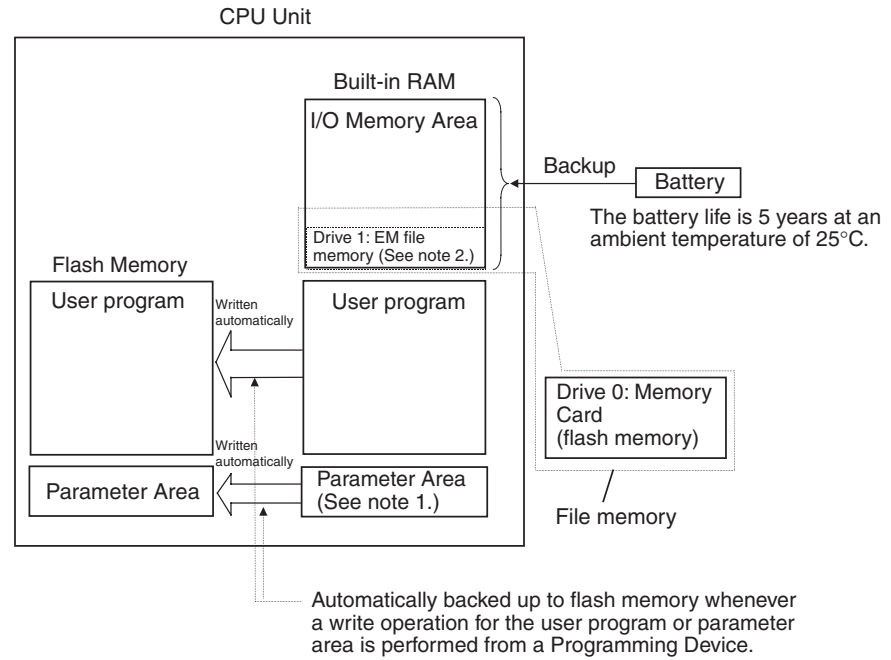 CPU Unit
Built-in RAM
I/O Memory Area
Backup
Battery
The battery life is 5 years at an
ambient temperature of 25°C.
Drive 1: EM file
memory (See note 2.)
Flash Memory
User program
Written
automatically
User program
Drive 0: Memory
Card
(flash memory)
Written
automatically
Parameter Area
Parameter Area
(See note 1.)
File memory
Automatically backed up to flash memory whenever
a write operation for the user program or parameter
area is performed from a Programming Device.